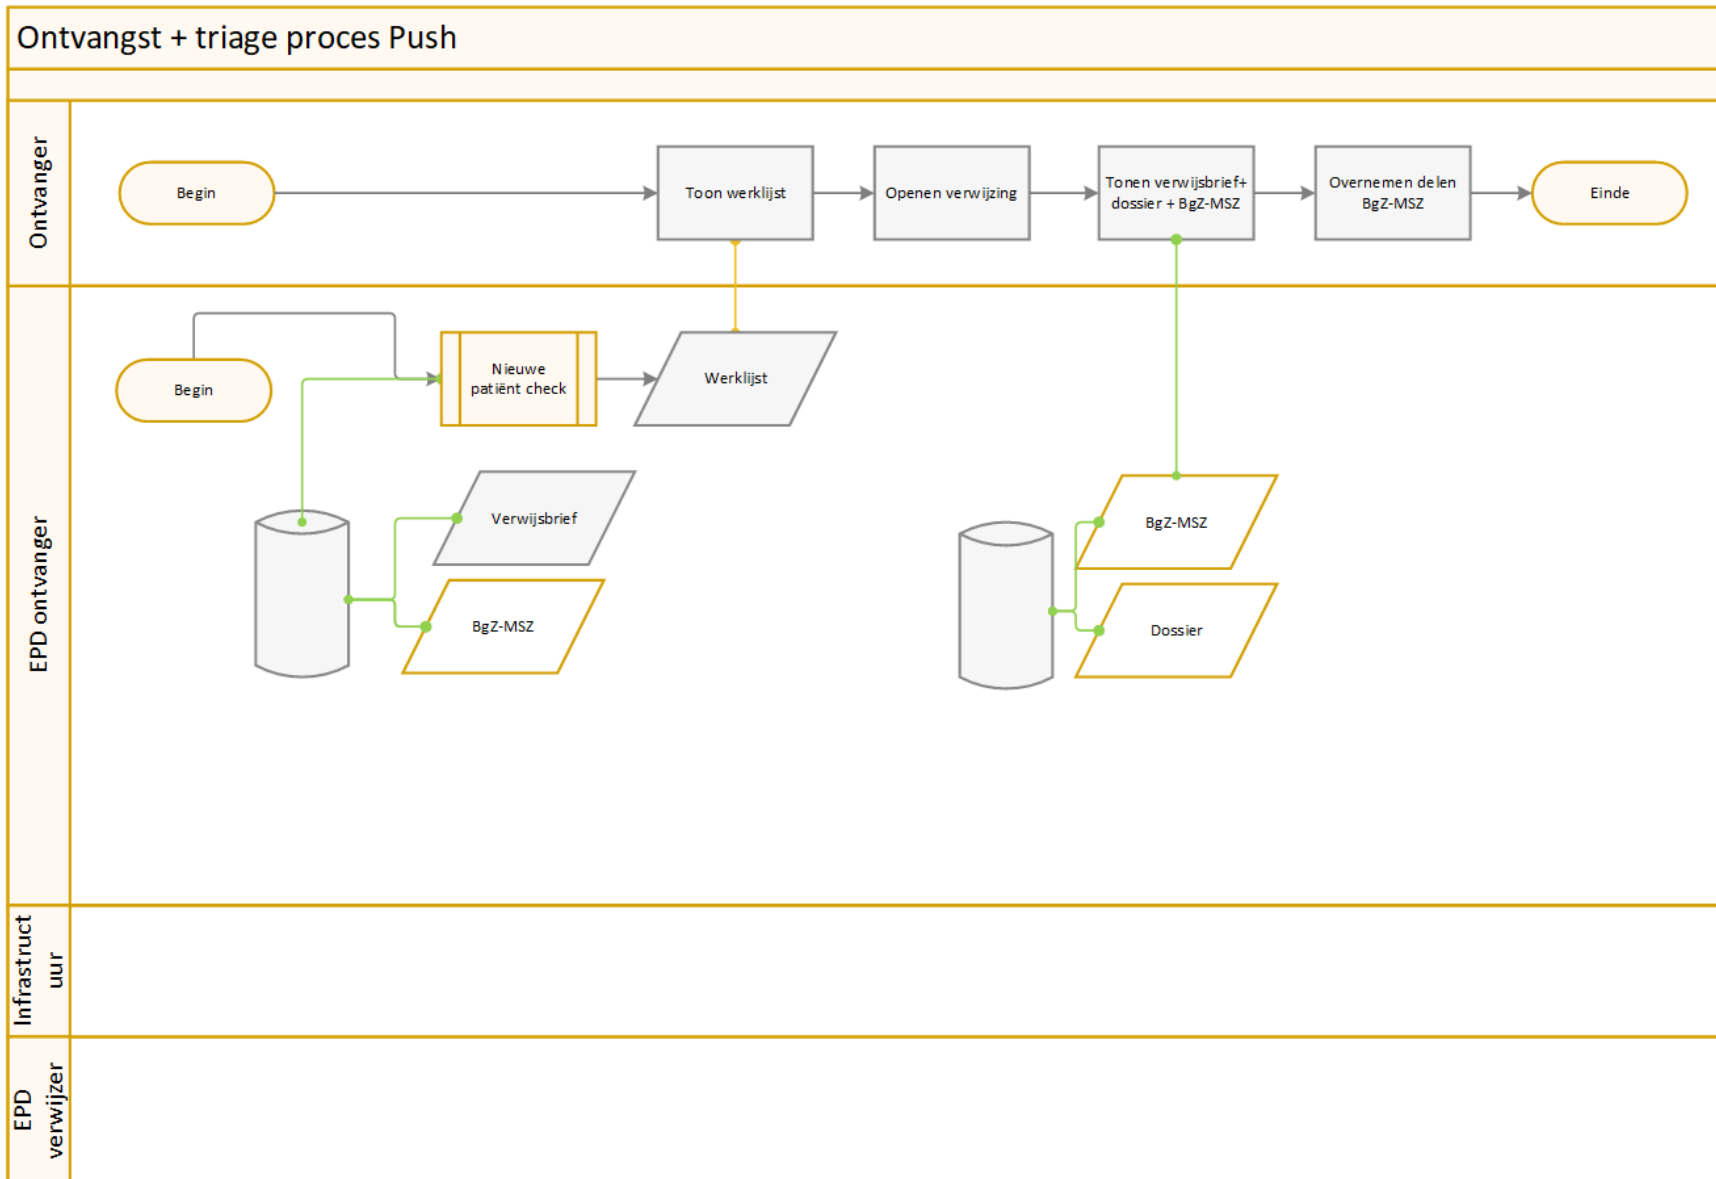 Ontvangst + triage proces Push
Ontvanger
Begin
Toon werklijst
Openen verwijzing
Tonen verwijsbrief+
dossier + BgZ-MSZ
Overnemen delen
BgZ-MSZ
Einde
EPD ontvanger
Begin
Nieuwe
patiënt check
Werklijst
Verwijsbrief
BgZ-MSZ
BgZ-MSZ
Dossier
Infrastruct
uur
EPD
verwijzer